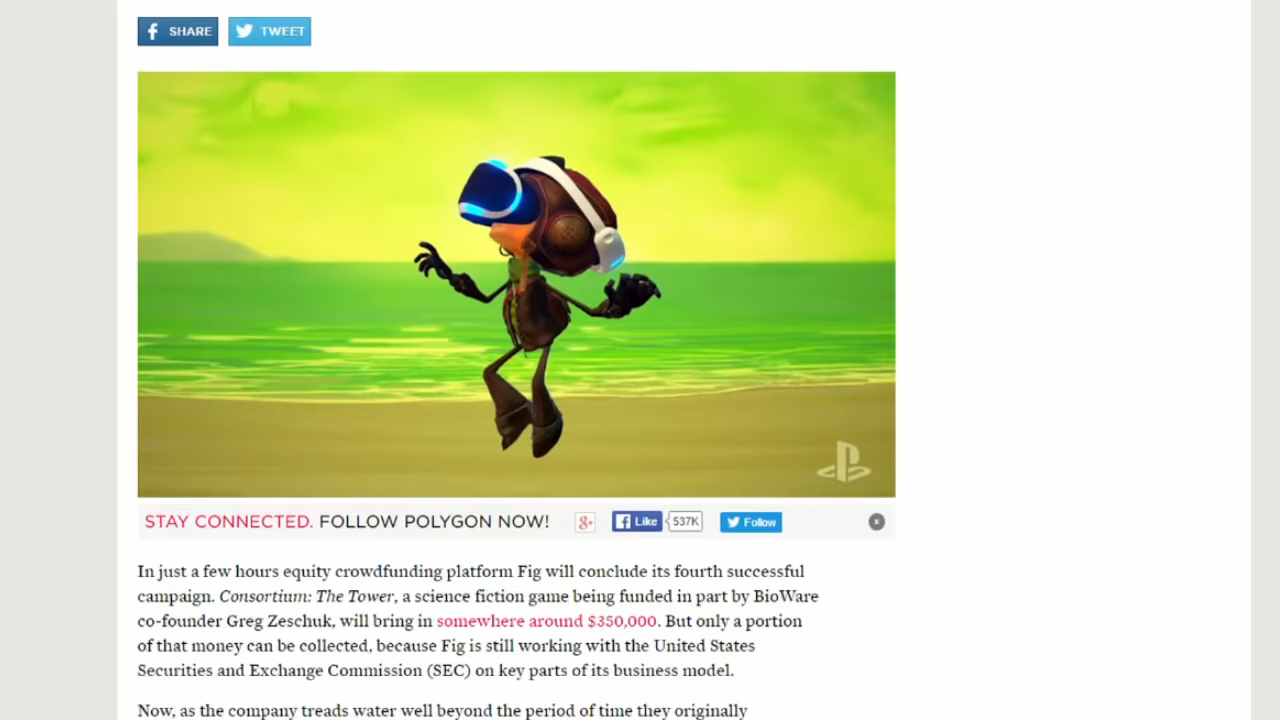 SHARE TWEET
STAY CONNECTED. FOLLOW POLYGON NOW! g+ Like 537K Follow
In just a few hours equity crowdfunding platform Fig will conclude its fourth successful
campaign. Consortium: The Tower, a science fiction game being funded in part by BioWare
co-founder Greg Zeschuk, will bring in somewhere around $350,000. But only a portion
of that money can be collected, because Fig is still working with the United States
Securities and Exchange Commission (SEC) on key parts of its business model.
Now, as the company treads water well beyond the period of time they originally